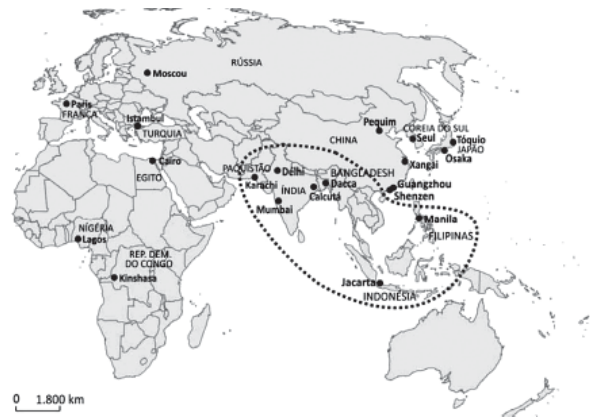 RÚSSIA
Moscou
Paris
FRANÇA
Istambul
TURQUIA
Pequim
COREIA DO SUL
Seul
Tóquio
JAPÃO
Osaka
CHINA
Xangai
Cairo
EGITO
PAQUISTÃO
Karachi
Délhi
BANGLADESH
Dacca
ÍNDIA
Calcutá
Mumbai
Guangzhou
Shenzen
Manila
FILIPINAS
NIGÉRIA
Lagos
REP. DEM.
DO CONGO
Kinshasa
Jacarta
INDONÉSIA
0 1.800 km